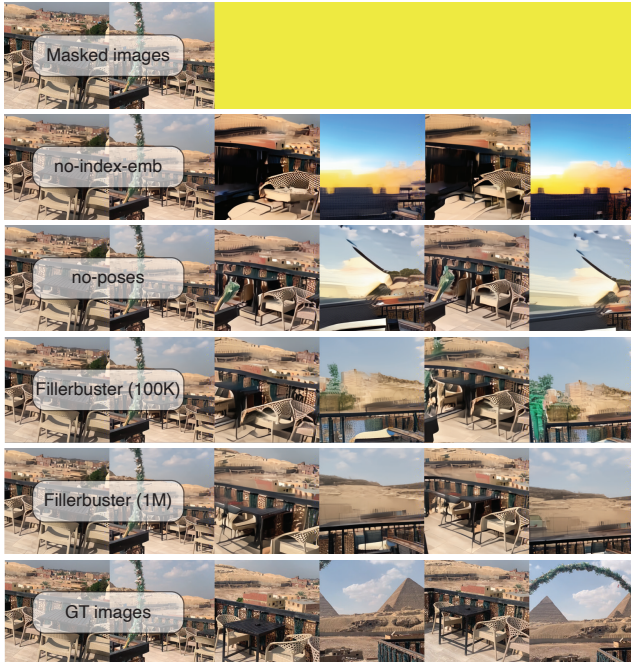 Masked images
no-index-emb
no-poses
Fillerbuster (100K)
Fillerbuster (1M)
GT images